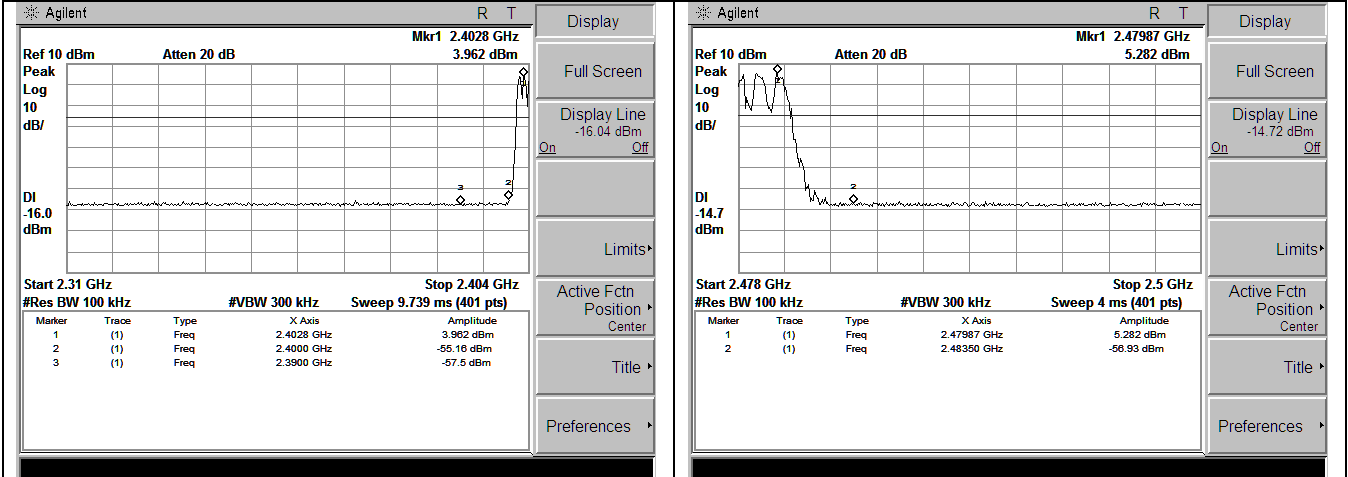 Agilent R T
Display
Mkr1 2.4028 GHz
Ref 10 dBm Atten 20 dB 3.962 dBm
Peak
Log
10
dB/
1
3
2
DI
-16.0
dBm
Start 2.31 GHz Stop 2.404 GHz
#Res BW 100 kHz #VBW 300 kHz Sweep 9.739 ms (401 pts)
Marker Trace Type X Axis Amplitude
1 (1) Freq 2.4028 GHz 3.962 dBm
2 (1) Freq 2.4000 GHz -55.16 dBm
3 (1) Freq 2.3900 GHz -57.5 dBm
Full Screen
Display Line
-16.04 dBm
On Off
Limits
Active Fctn
Position
Center
Title
Preferences
Agilent R T
Display
Mkr1 2.47987 GHz
Ref 10 dBm Atten 20 dB 5.282 dBm
Peak
Log
10
dB/
2
DI
-14.7
dBm
Start 2.478 GHz Stop 2.5 GHz
#Res BW 100 kHz #VBW 300 kHz Sweep 4 ms (401 pts)
Marker Trace Type X Axis Amplitude
1 (1) Freq 2.47987 GHz 5.282 dBm
2 (1) Freq 2.48350 GHz -56.93 dBm
Full Screen
Display Line
-14.72 dBm
On Off
Limits
Active Fctn
Position
Center
Title
Preferences